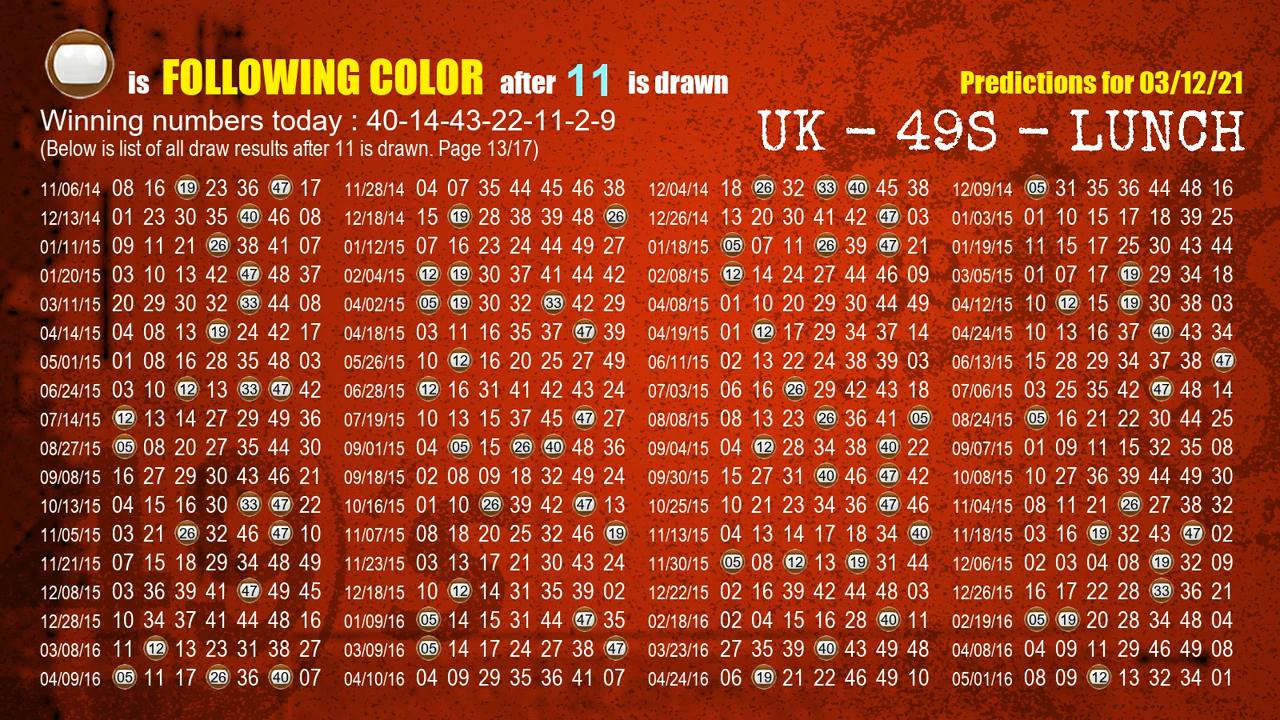 is FOLLOWING COLOR after 11 is drawn
Predictions for 03/12/21
Winning numbers today : 40-14-43-22-11-2-9
UK - 49S - LUNCH
(Below is list of all draw results after 11 is drawn. Page 13/17)
11/06/14 08 16 19 23 36 47 17 11/28/14 04 07 35 44 45 46 38 12/04/14 18 26 32 33 40 45 38 12/09/14 05 31 35 36 44 48 16
12/13/14 01 23 30 35 40 46 08 12/18/14 15 19 28 38 39 48 26 12/26/14 13 20 30 41 42 47 03 01/03/15 01 10 15 17 18 39 25
01/11/15 09 11 21 26 38 41 07 01/12/15 07 16 23 24 44 49 27 01/18/15 05 07 11 26 39 47 21 01/19/15 11 15 17 25 30 43 44
01/20/15 03 10 13 42 47 48 37 02/04/15 12 19 30 37 41 44 42 02/08/15 12 14 24 27 44 46 09 03/05/15 01 07 17 19 29 34 18
03/11/15 20 29 30 32 33 44 08 04/02/15 05 19 30 32 33 42 29 04/08/15 01 10 20 29 30 44 49 04/12/15 10 12 15 19 30 38 03
04/14/15 04 08 13 19 24 42 17 04/18/15 03 11 16 35 37 47 39 04/19/15 01 12 17 29 34 37 14 04/24/15 10 13 16 37 40 43 34
05/01/15 01 08 16 28 35 48 03 05/26/15 10 12 16 20 25 27 49 06/11/15 02 13 22 24 38 39 03 06/13/15 15 28 29 34 37 38 47
06/24/15 03 10 12 13 33 47 42 06/28/15 12 16 31 41 42 43 24 07/03/15 06 16 26 29 42 43 18 07/06/15 03 25 35 42 47 48 14
07/14/15 12 13 14 27 29 49 36 07/19/15 10 13 15 37 45 47 27 08/08/15 08 13 23 26 36 41 05 08/24/15 05 16 21 22 30 44 25
08/27/15 05 08 20 27 35 44 30 09/01/15 04 05 15 26 40 48 36 09/04/15 04 12 28 34 38 40 22 09/07/15 01 09 11 15 32 35 08
09/08/15 16 27 29 30 43 46 21 09/18/15 02 08 09 18 32 49 24 09/30/15 15 27 31 40 46 47 42 10/08/15 10 27 36 39 44 49 30
10/13/15 04 15 16 30 33 47 22 10/16/15 01 10 26 39 42 47 13 10/25/15 10 21 23 34 36 47 46 11/04/15 08 11 21 26 27 38 32
11/05/15 03 21 26 32 46 47 10 11/07/15 08 18 20 25 32 46 19 11/13/15 04 13 14 17 18 34 40 11/18/15 03 16 19 32 43 47 02
11/21/15 07 15 18 29 34 48 49 11/23/15 03 13 17 21 30 43 24 11/30/15 05 08 12 13 19 31 44 12/06/15 02 03 04 08 19 32 09
12/08/15 03 36 39 41 47 49 45 12/18/15 10 12 14 31 35 39 02 12/22/15 02 16 39 42 44 48 03 12/26/15 16 17 22 28 33 36 21
12/28/15 10 34 37 41 44 48 16 01/09/16 05 14 15 31 44 47 35 02/18/16 02 04 15 16 28 40 11 02/19/16 05 19 20 28 34 48 04
03/08/16 11 12 13 23 31 38 27 03/09/16 05 14 17 24 27 38 47 03/23/16 27 35 39 40 43 49 48 04/08/16 04 09 11 29 46 49 08
04/09/16 05 11 17 26 36 40 07 04/10/16 04 09 29 35 36 41 07 04/24/16 06 19 21 22 46 49 10 05/01/16 08 09 12 13 32 34 01